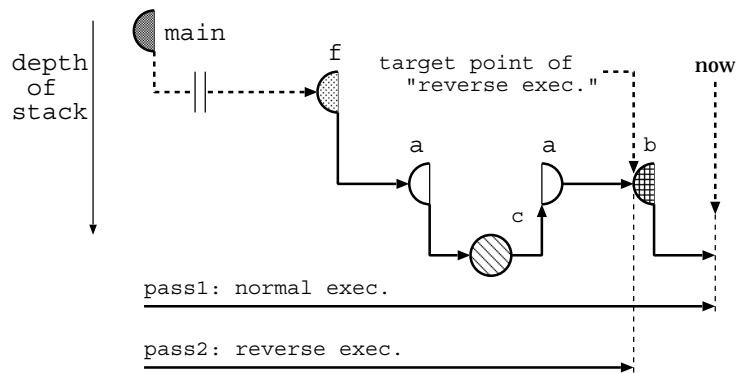 main
f
depth
of
stack
target point of
"reverse exec."
now
a
a
b
c
pass1: normal exec.
pass2: reverse exec.